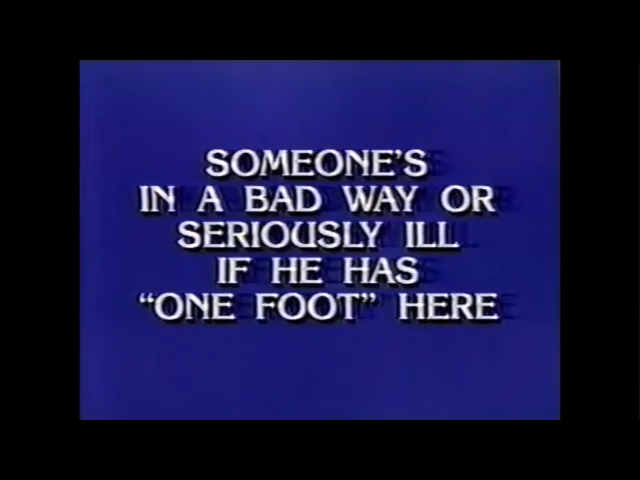 SOMEONE'S
IN A BAD WAY OR
SERIOUSLY ILL
IF HE HAS
"ONE FOOT" HERE